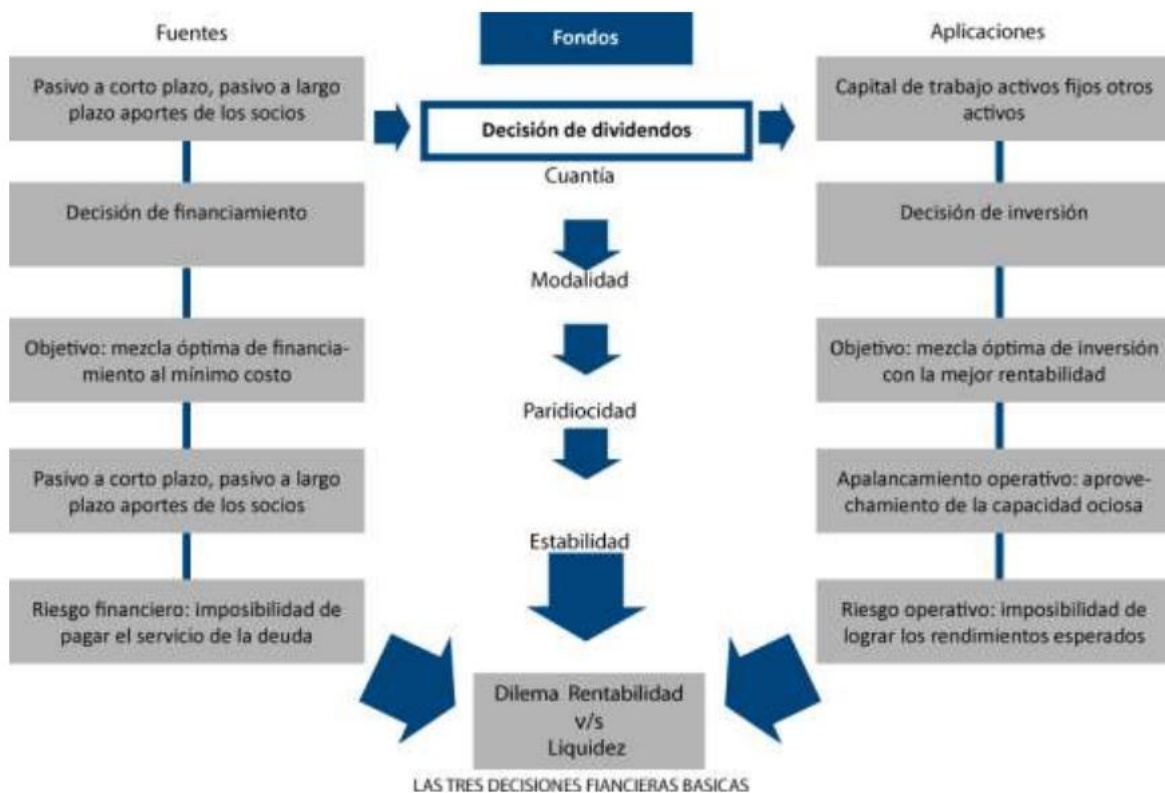 Fuentes
Fondos
Aplicaciones
Pasivo a corto plazo, pasivo a largo
plazo aportes de los socios
Decisión de dividendos
Capital de trabajo activos fijos otros
activos
Cuantía
Decisión de financiamiento
Decisión de inversión
Modalidad
Objetivo: mezcla óptima de financia-
miento al mínimo costo
Objetivo: mezcla óptima de inversión
con la mejor rentabilidad
Paridiocidad
Pasivo a corto plazo, pasivo a largo
plazo aportes de los socios
Apalancamiento operativo: aprove-
chamiento de la capacidad ociosa
Estabilidad
Riesgo financiero: imposibilidad de
pagar el servicio de la deuda
Riesgo operativo: imposibilidad de
lograr los rendimientos esperados
Dilema Rentabilidad
v/s
Liquidez
LAS TRES DECISIONES FIANCIERAS BASICAS